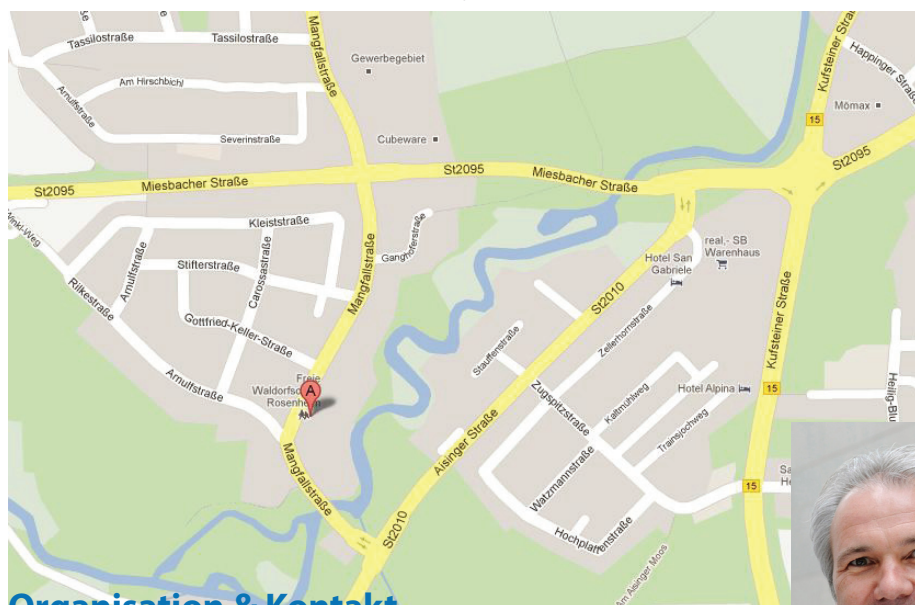 Tassilostraße
Tassilostraße
Mangfallstraße
Gewerbegebiet
Kufsteiner Straße
Happinger Straße
Am Hirschbichl
Arnulfstraße
Mömax
Severinstraße
Cubeware
15
St2095
St2095
Miesbacher Straße
St2095
Miesbacher Straße
Kleiststraße
Ganghoferstraße
real,- SB
Warenhaus
Hotel San
Gabriele
Stifterstraße
Carossastraße
Arnulfstraße
Rilkestraße
Mangfallstraße
St2010
Kufsteiner Straße
Gottfried-Keller-Straße
Stauffenstraße
Zellerhornstraße
Freie
Rosenheim
A
Arnulfstraße
Zugspitzstraße
Kaltmühlweg
Hotel Alpina
15
Trainsjochweg
Aisinger Straße
Mangfallstraße
Watzmannstraße
15
St2010
Hochplattenstraße
Am Aisinger Moos
Organisation & Kontakt